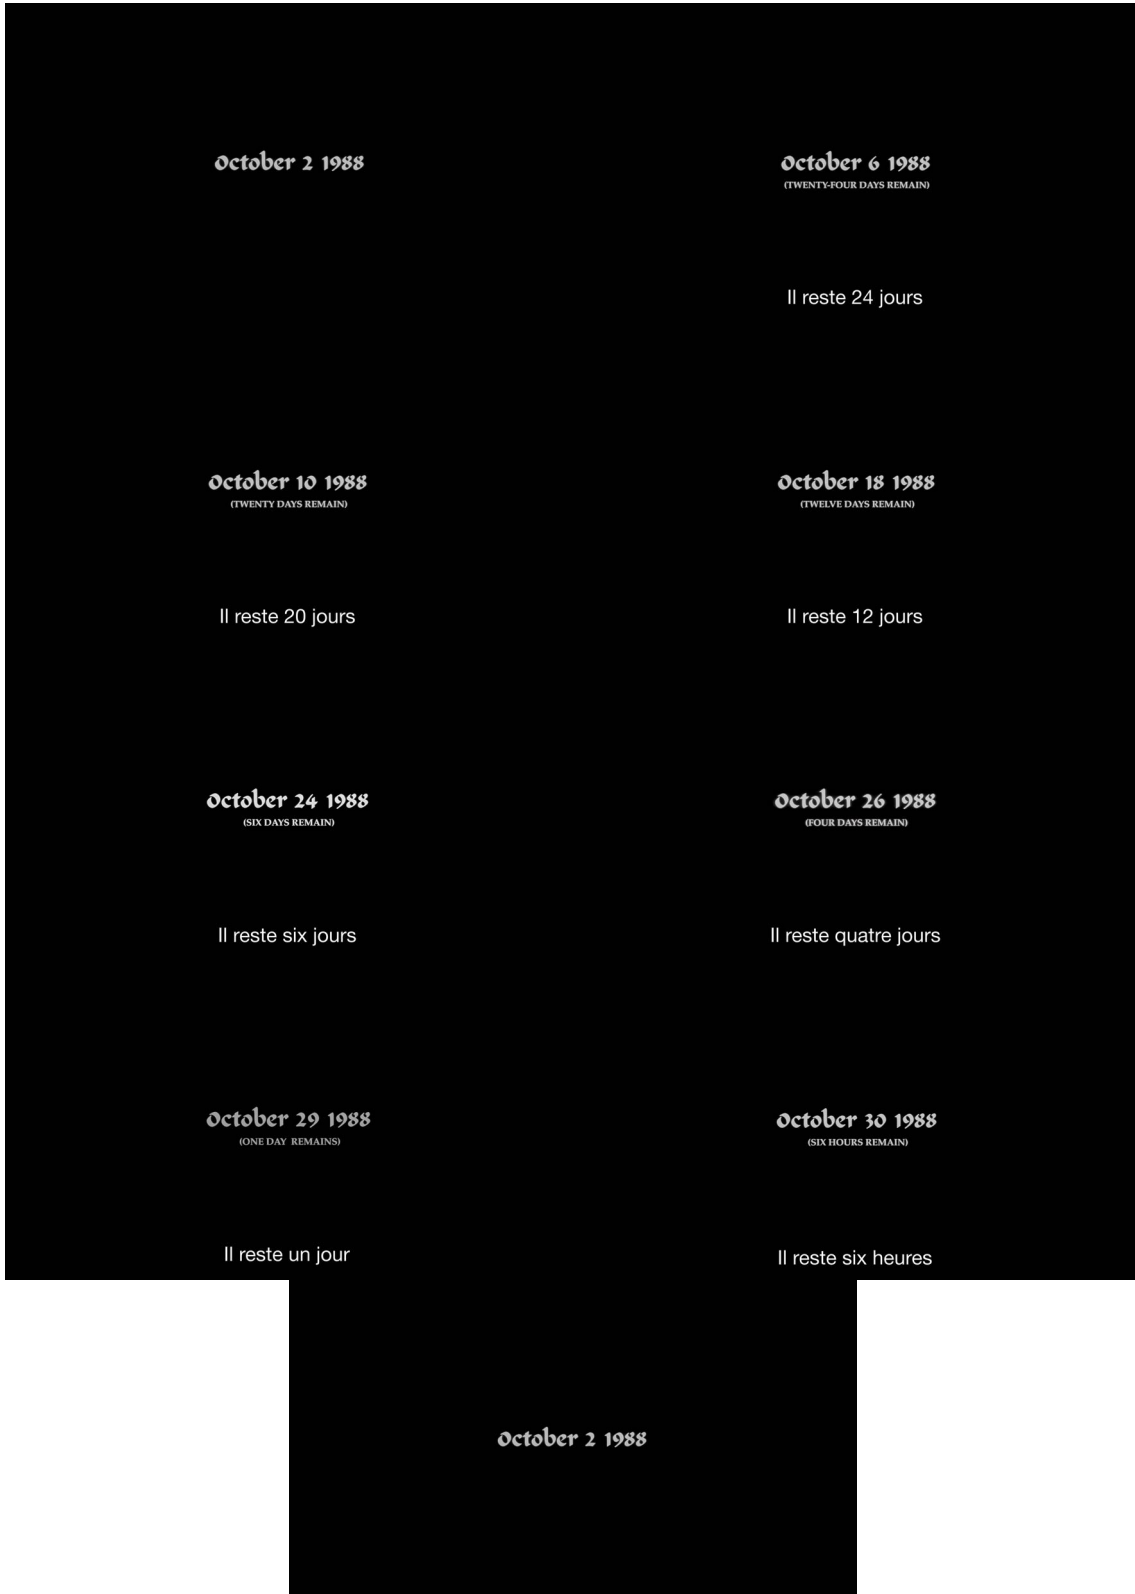 October 2 1988
October 6 1988
(TWENTY-FOUR DAYS REMAIN)
Il reste 24 jours
October 10 1988
(TWENTY DAYS REMAIN)
Il reste 20 jours
October 18 1988
(TWELVE DAYS REMAIN)
Il reste 12 jours
October 24 1988
(SIX DAYS REMAIN)
Il reste six jours
October 26 1988
(FOUR DAYS REMAIN)
Il reste quatre jours
October 29 1988
(ONE DAY REMAINS)
Il reste un jour
October 30 1988
(SIX HOURS REMAIN)
Il reste six heures
October 2 1988